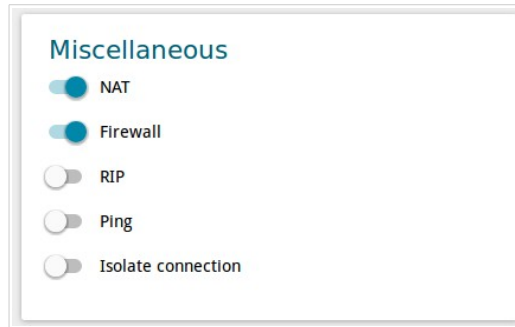 Miscellaneous
NAT
Firewall
RIP
Ping
Isolate connection